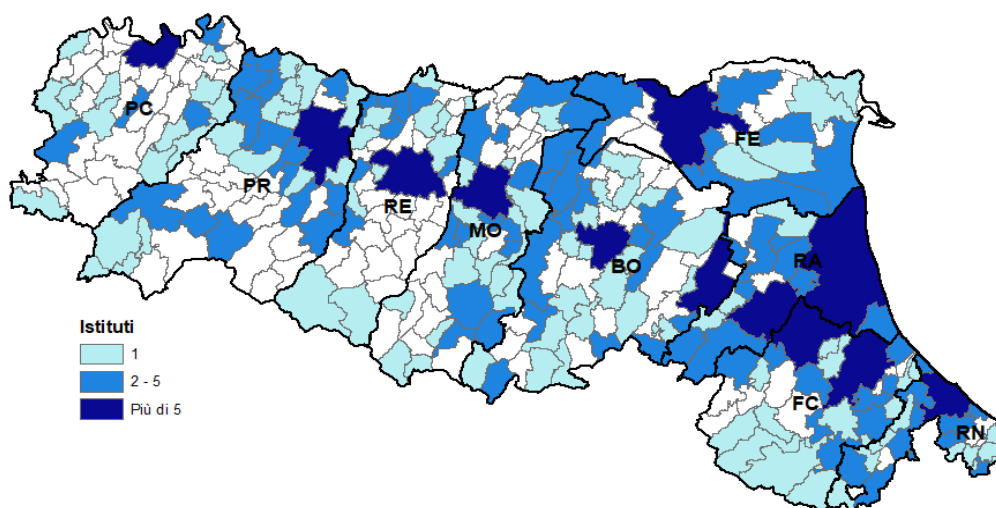 PC
FE
PR
RE
MO
BO
RA
Istituti
1
2 - 5
Più di 5
FC
RN